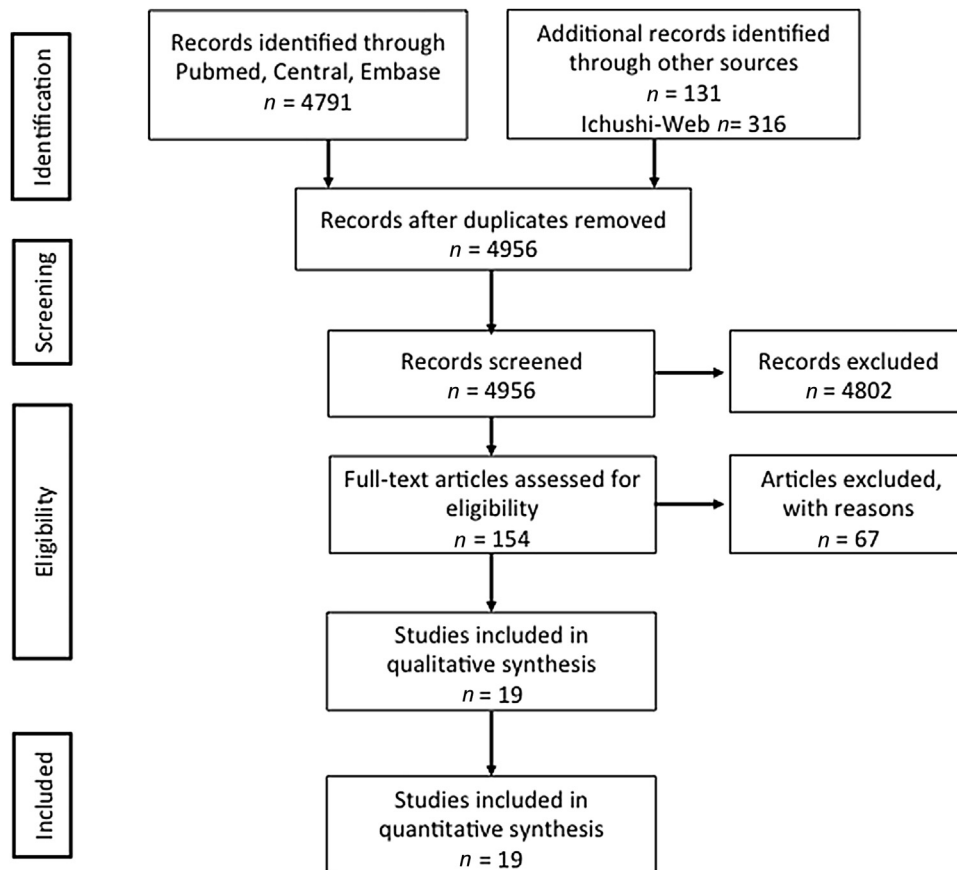 Identification
Records identified through
Pubmed, Central, Embase
n = 4791
Additional records identified
through other sources
n = 131
Ichushi-Web n= 316
Records after duplicates removed
n = 4956
Screening
Records screened
n = 4956
Records excluded
n = 4802
Eligibility
Full-text articles assessed for
eligibility
n = 154
Articles excluded,
with reasons
n = 67
Studies included in
qualitative synthesis
n = 19
Included
Studies included in
quantitative synthesis
n = 19